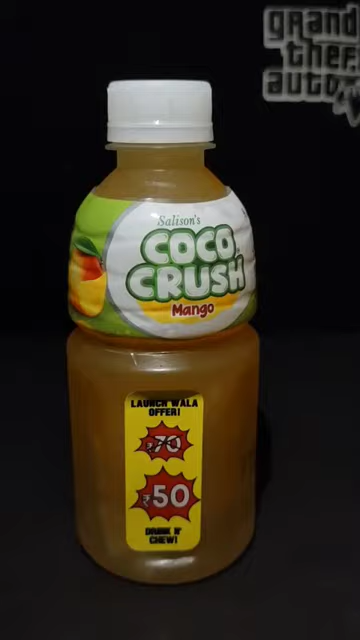 grand
theft
auto
Salison's
COCO
CRUSH
Mango
LAUNCH WALA
OFFER!
₹70
₹50
DRINK N'
CHEW!